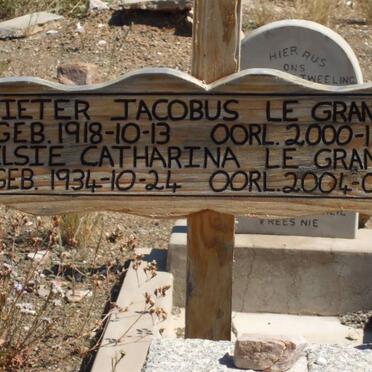 HIER RUS
ONS
TWEELING
IETER JACOBUS LE GRAN
GEB. 1918-10-13 OORL. 2000-1
LSIE CATHARINA LE GRAN
GEB. 1934-10-24 OORL. 2004-0
VREES NIE